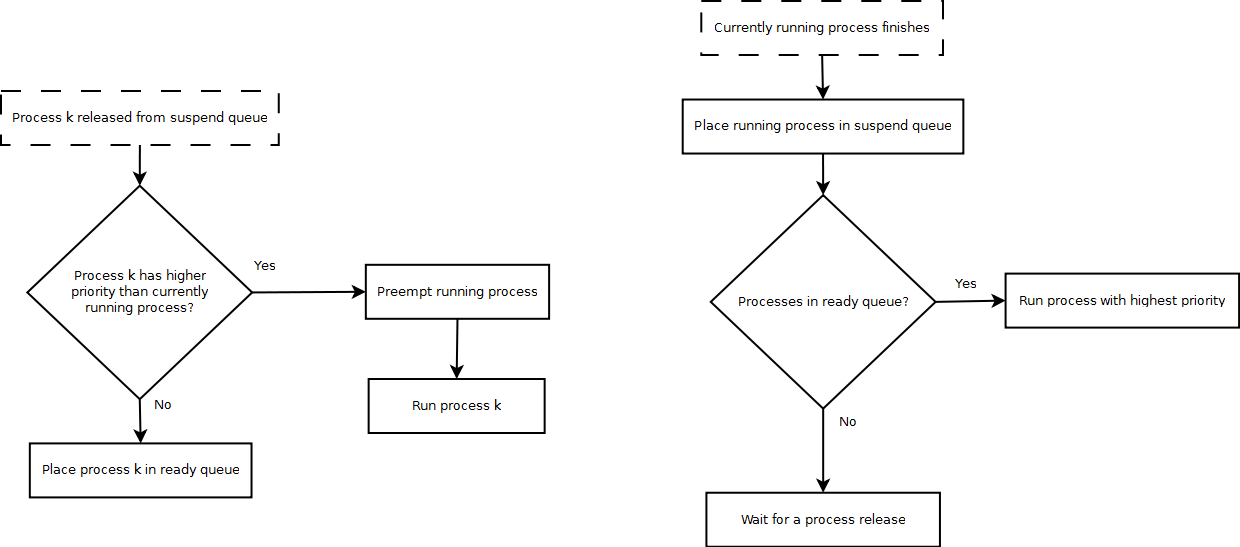 Process k released from suspend queue
Process k has higher
priority than currently
running process?
Yes
Preempt running process
Run process k
No
Place process k in ready queue
Currently running process finishes
Place running process in suspend queue
Processes in ready queue?
Yes
Run process with highest priority
No
Wait for a process release